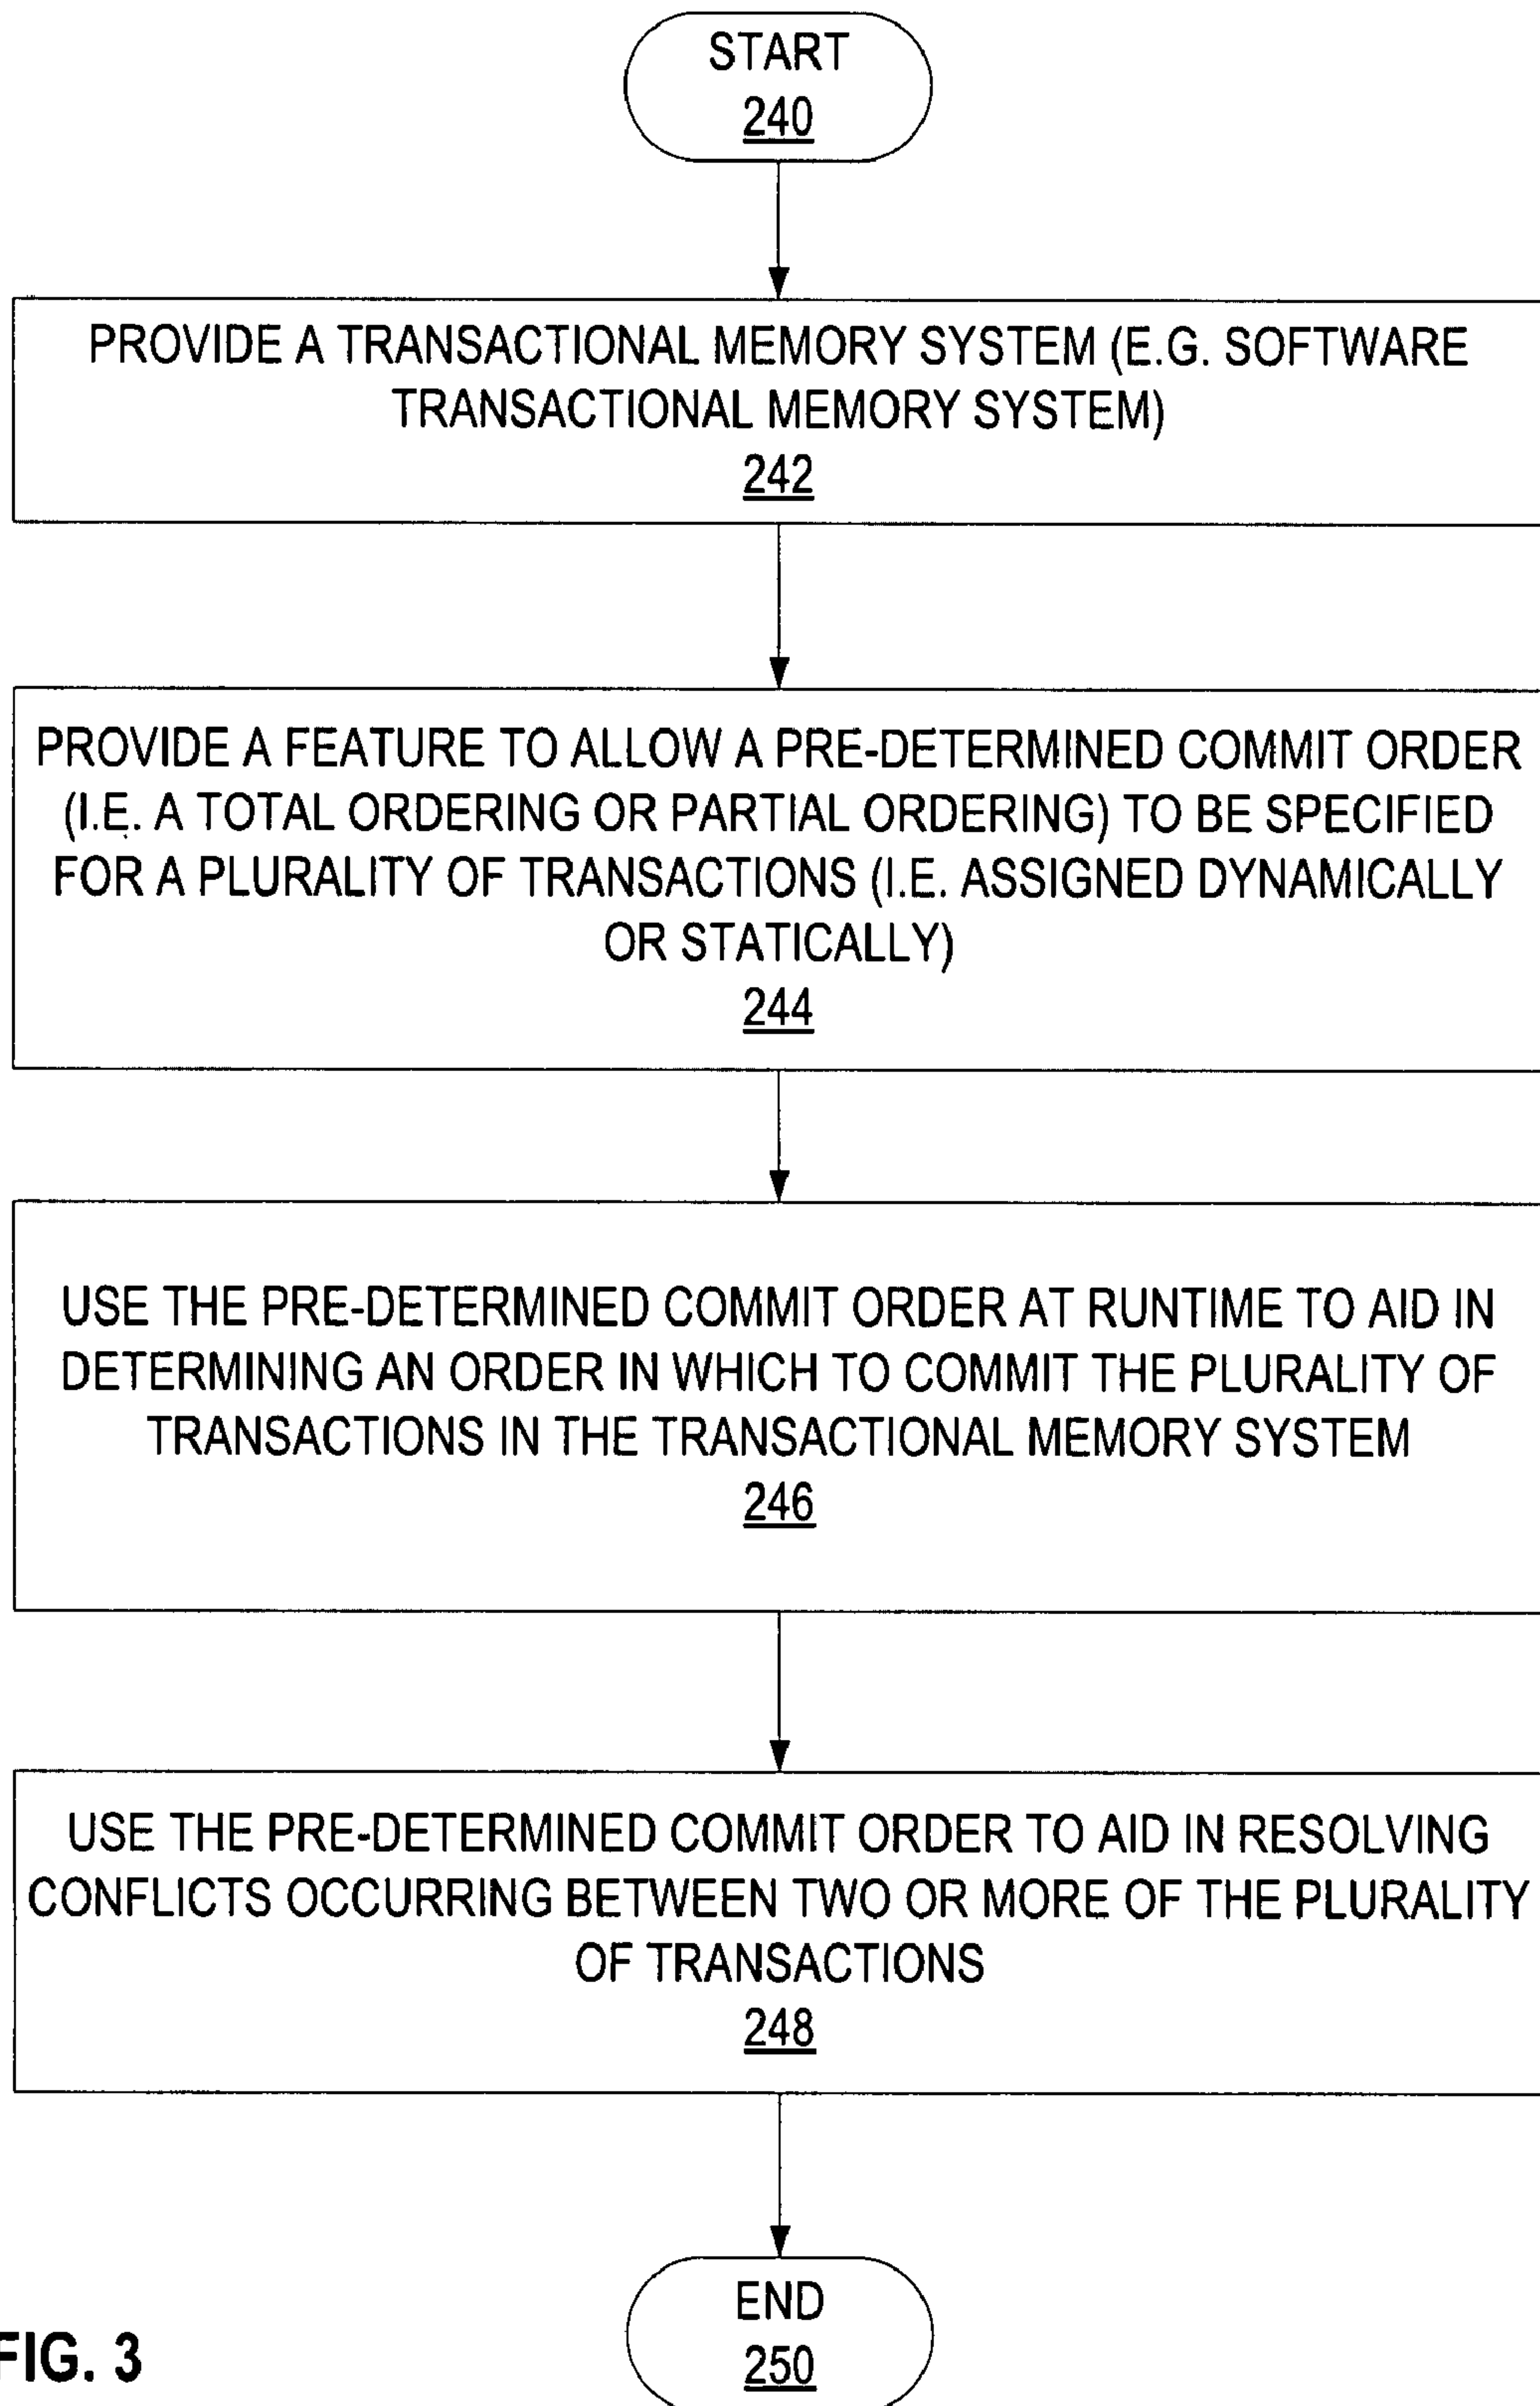 START
240
PROVIDE A TRANSACTIONAL MEMORY SYSTEM (E.G. SOFTWARE
TRANSACTIONAL MEMORY SYSTEM)
242
PROVIDE A FEATURE TO ALLOW A PRE-DETERMINED COMMIT ORDER
(I.E. A TOTAL ORDERING OR PARTIAL ORDERING) TO BE SPECIFIED
FOR A PLURALITY OF TRANSACTIONS (I.E. ASSIGNED DYNAMICALLY
OR STATICALLY)
244
USE THE PRE-DETERMINED COMMIT ORDER AT RUNTIME TO AID IN
DETERMINING AN ORDER IN WHICH TO COMMIT THE PLURALITY OF
TRANSACTIONS IN THE TRANSACTIONAL MEMORY SYSTEM
246
USE THE PRE-DETERMINED COMMIT ORDER TO AID IN RESOLVING
CONFLICTS OCCURRING BETWEEN TWO OR MORE OF THE PLURALITY
OF TRANSACTIONS
248
END
250
FIG. 3